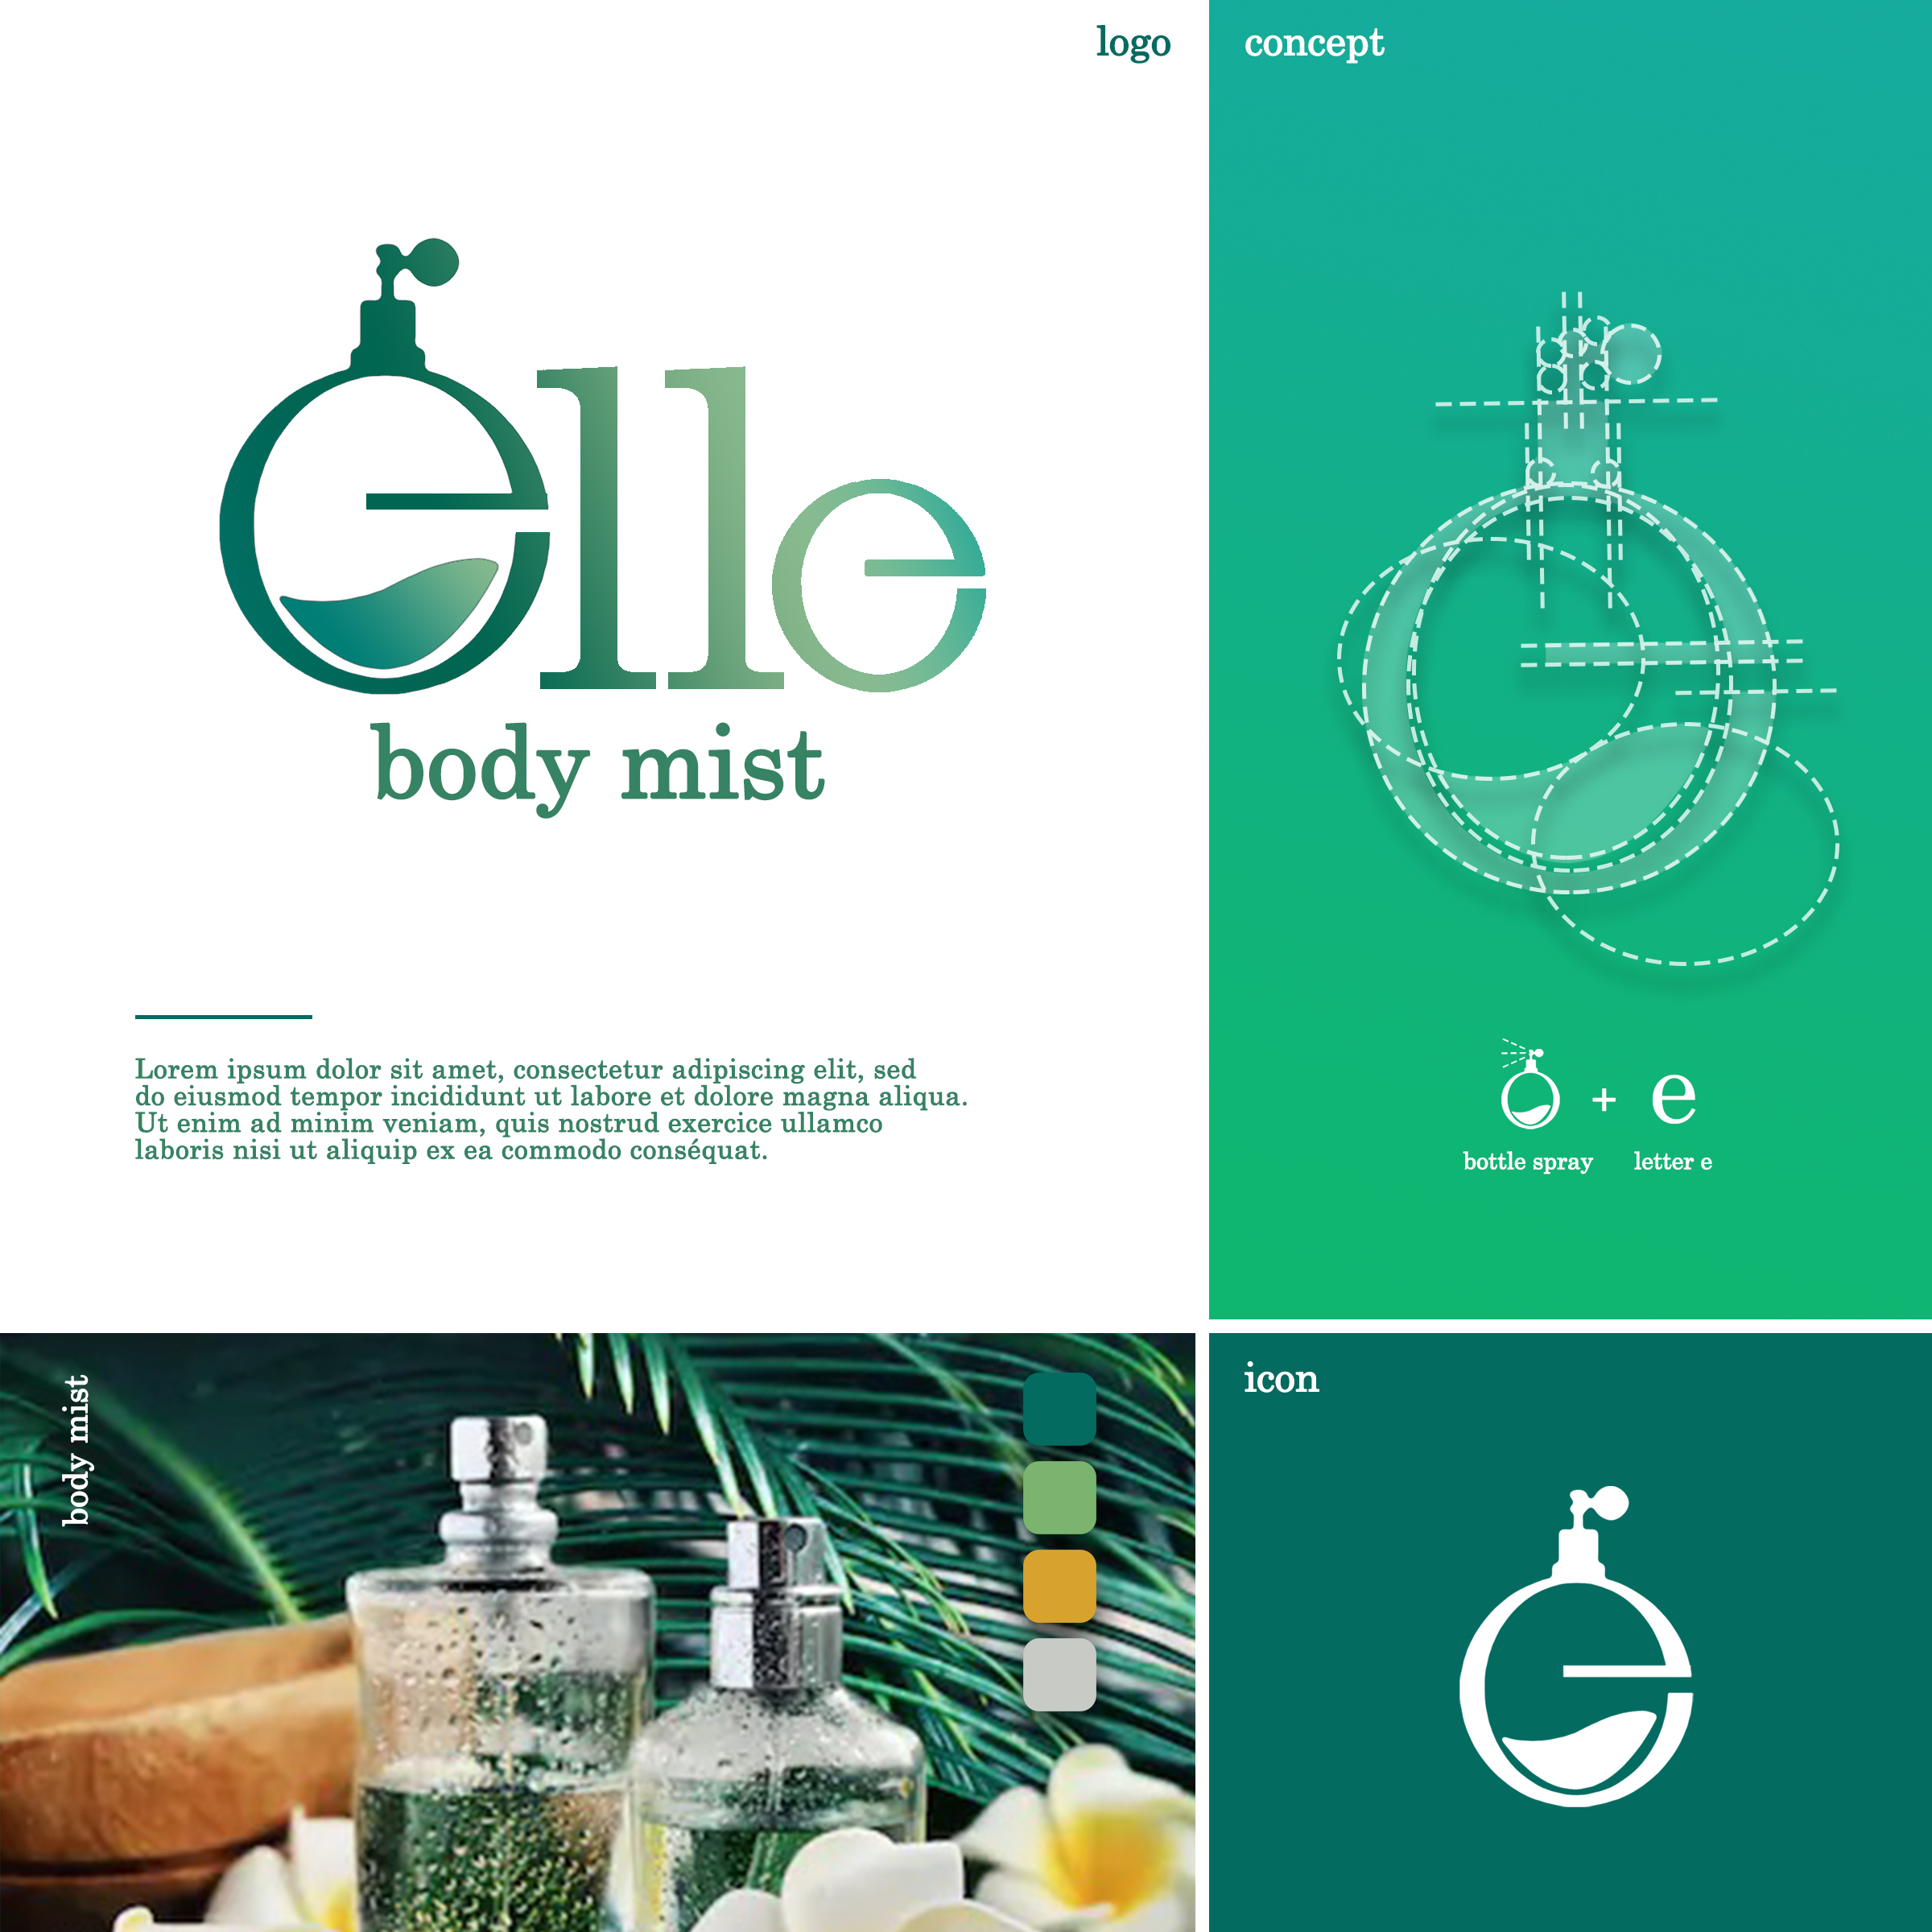 logo
elle
body mist
Lorem ipsum dolor sit amet, consectetur adipiscing elit, sed
do eiusmod tempor incididunt ut labore et dolore magna aliqua.
Ut enim ad minim veniam, quis nostrud exercice ullamco
laboris nisi ut aliquip ex ea commodo conséquat.
concept
+ e
bottle spray letter e
body mist
icon
e